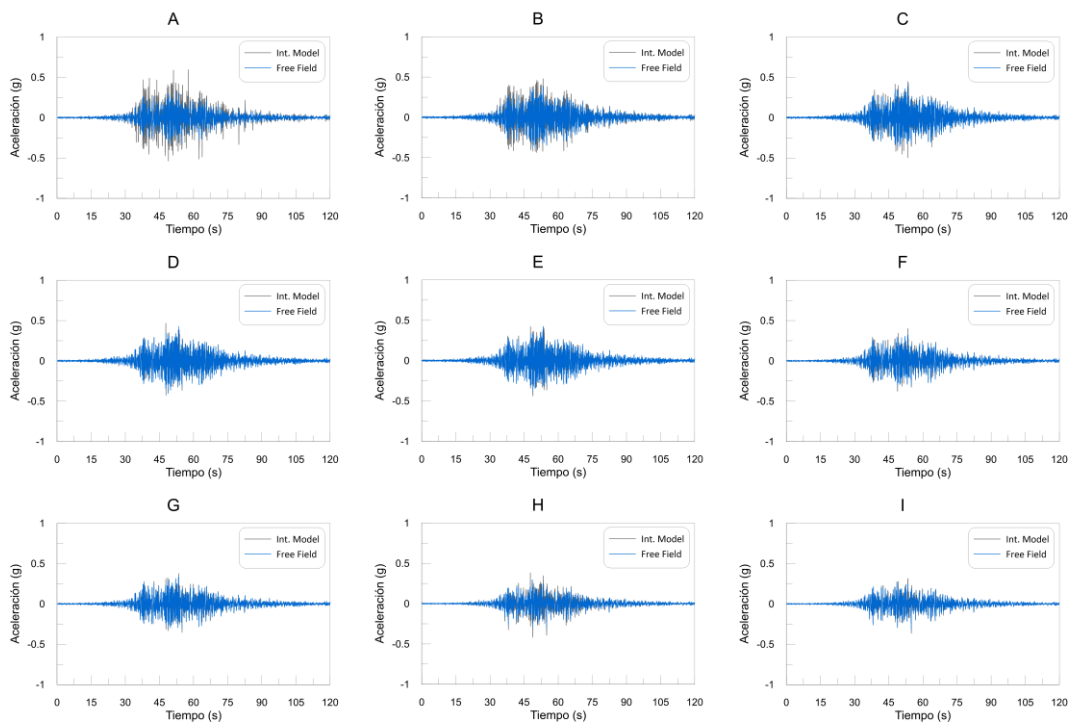 A
Aceleración (g)
1
0.5
0
-0.5
-1
Int. Model
Free Field
0 15 30 45 60 75 90 105 120
Tiempo (s)
B
Aceleración (g)
1
0.5
0
-0.5
-1
Int. Model
Free Field
0 15 30 45 60 75 90 105 120
Tiempo (s)
C
Aceleración (g)
1
0.5
0
-0.5
-1
Int. Model
Free Field
0 15 30 45 60 75 90 105 120
Tiempo (s)
D
Aceleración (g)
1
0.5
0
-0.5
-1
Int. Model
Free Field
0 15 30 45 60 75 90 105 120
Tiempo (s)
E
Aceleración (g)
1
0.5
0
-0.5
-1
Int. Model
Free Field
0 15 30 45 60 75 90 105 120
Tiempo (s)
F
Aceleración (g)
1
0.5
0
-0.5
-1
Int. Model
Free Field
0 15 30 45 60 75 90 105 120
Tiempo (s)
G
Aceleración (g)
1
0.5
0
-0.5
-1
Int. Model
Free Field
0 15 30 45 60 75 90 105 120
Tiempo (s)
H
Aceleración (g)
1
0.5
0
-0.5
-1
Int. Model
Free Field
0 15 30 45 60 75 90 105 120
Tiempo (s)
I
Aceleración (g)
1
0.5
0
-0.5
-1
Int. Model
Free Field
0 15 30 45 60 75 90 105 120
Tiempo (s)